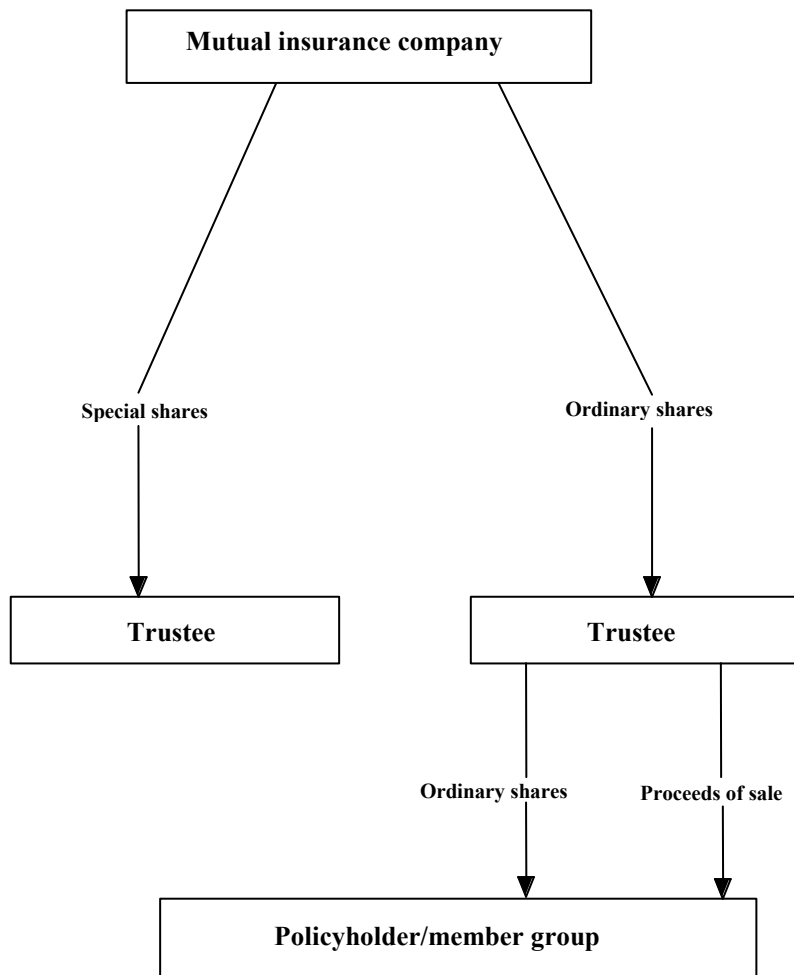 Mutual insurance company
Special shares
Ordinary shares
Trustee
Trustee
Ordinary shares
Proceeds of sale
Policyholder/member group